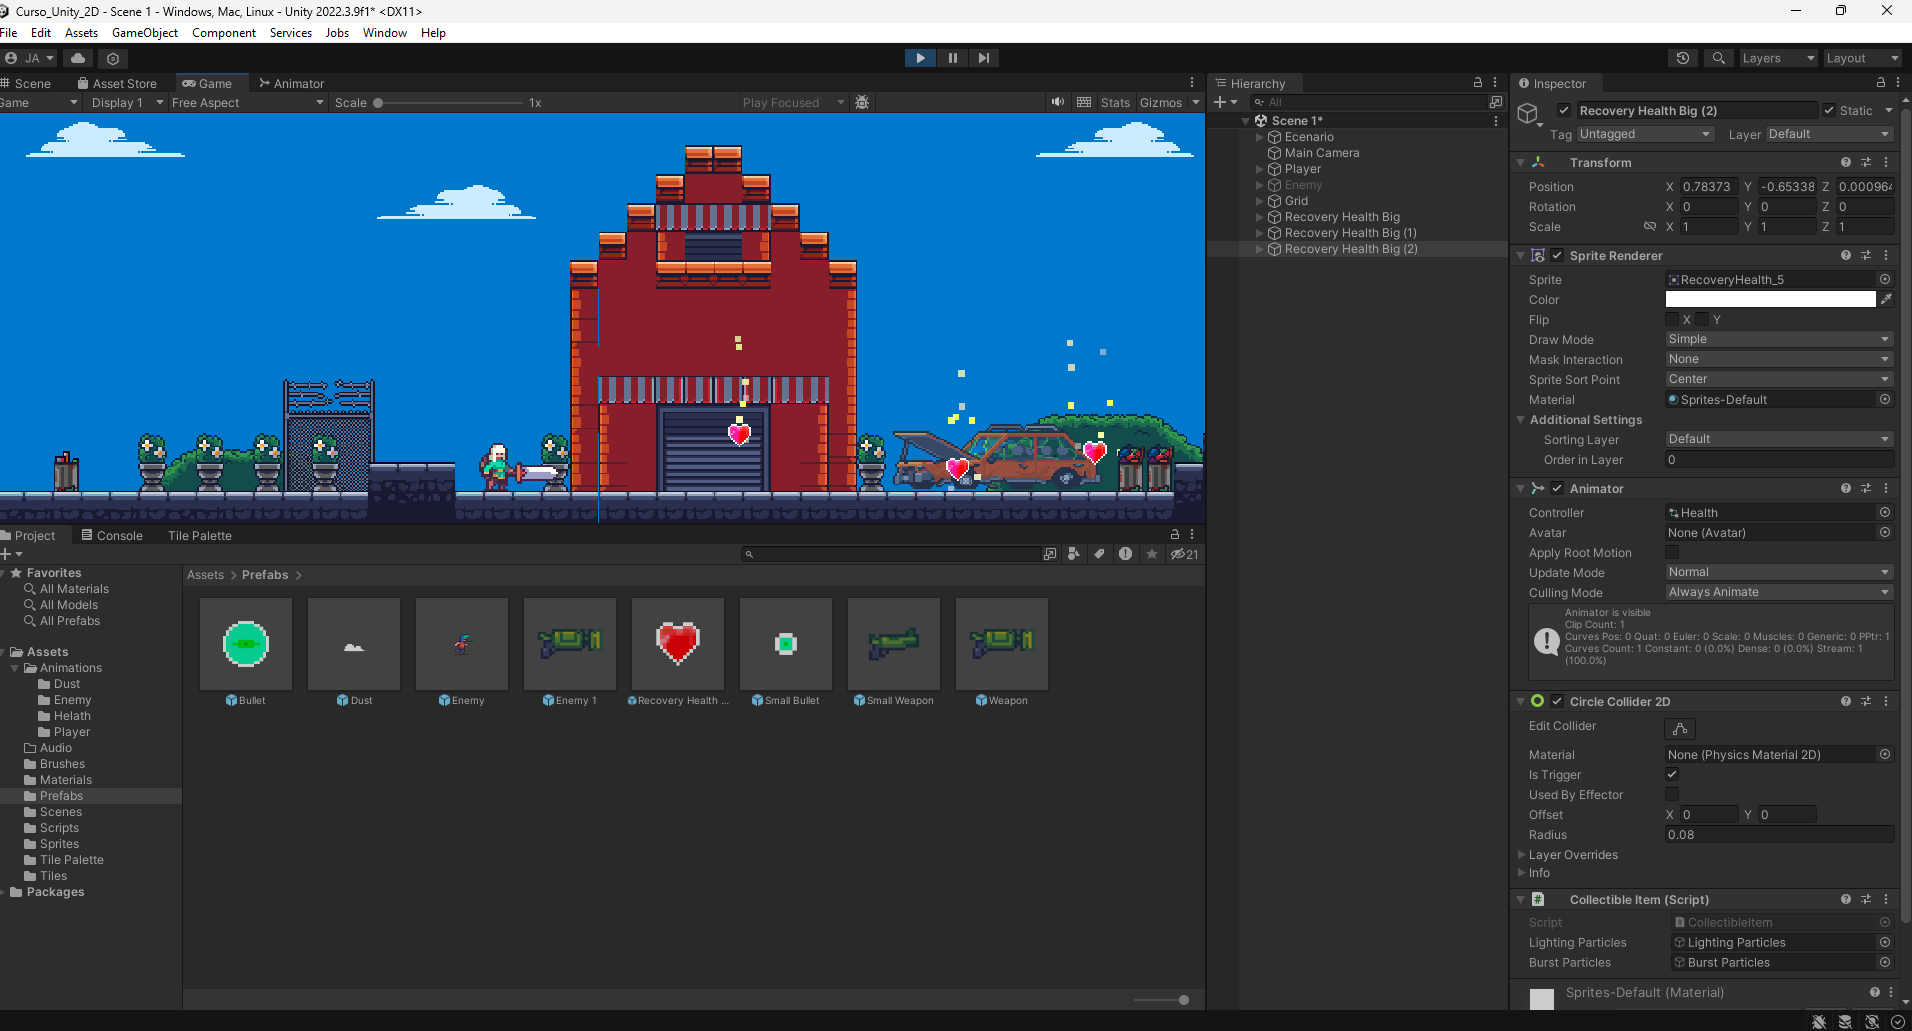 Curso_Unity_2D - Scene 1 - Windows, Mac, Linux - Unity 2022.3.9f1* <DX11>
File Edit Assets GameObject Component Services Jobs Window Help
JA Layers Layout
Scene Asset Store Game Animator
Game Display 1 Free Aspect Scale 1x Play Focused Stats Gizmos
Hierarchy
All
Scene 1*
Ecenario
Main Camera
Player
Enemy
Grid
Recovery Health Big
Recovery Health Big (1)
Recovery Health Big (2)
Project Console Tile Palette
21
Favorites
All Materials
All Models
All Prefabs
Assets
Animations
Dust
Enemy
Helath
Player
Audio
Brushes
Materials
Prefabs
Scenes
Scripts
Sprites
Tile Palette
Tiles
Packages
Assets > Prefabs >
Bullet Dust Enemy Enemy 1 Recovery Health ... Small Bullet Small Weapon Weapon
Inspector
Recovery Health Big (2) Static
Tag Untagged Layer Default
Transform
Position X 0.78373 Y -0.65338 Z 0.000964
Rotation X 0 Y 0 Z 0
Scale X 1 Y 1 Z 1
Sprite Renderer
Sprite RecoveryHealth_5
Color
Flip X Y
Draw Mode Simple
Mask Interaction None
Sprite Sort Point Center
Material Sprites-Default
Additional Settings
Sorting Layer Default
Order in Layer 0
Animator
Controller Health
Avatar None (Avatar)
Apply Root Motion
Update Mode Normal
Culling Mode Always Animate
Animator is visible
Clip Count: 1
Curves Pos: 0 Quat: 0 Euler: 0 Scale: 0 Muscles: 0 Generic: 0 PPtr: 1
Curves Count: 1 Constant: 0 (0.0%) Dense: 0 (0.0%) Stream: 1
(100.0%)
Circle Collider 2D
Edit Collider
Material None (Physics Material 2D)
Is Trigger
Used By Effector
Offset X 0 Y 0
Radius 0.08
Layer Overrides
Info
# Collectible Item (Script)
Script CollectibleItem
Lighting Particles Lighting Particles
Burst Particles Burst Particles
Sprites-Default (Material)